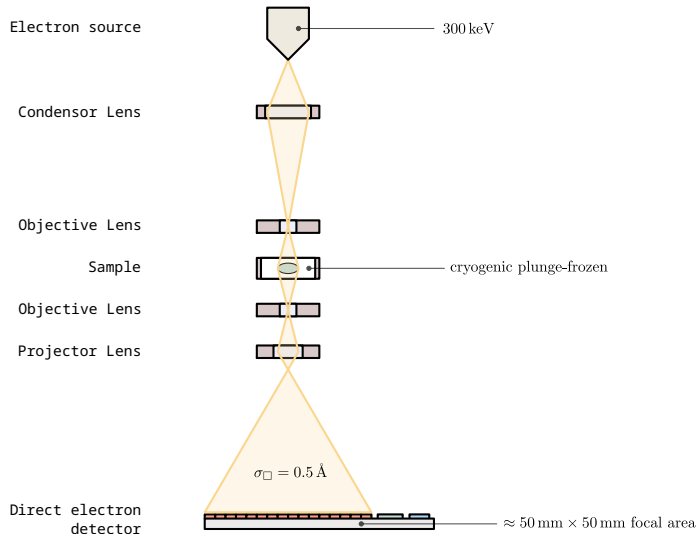 Electron source
300 keV
Condensor Lens
Objective Lens
Sample
cryogenic plunge-frozen
Objective Lens
Projector Lens
σ□ = 0.5 Å
Direct electron
detector
≈ 50 mm × 50 mm focal area